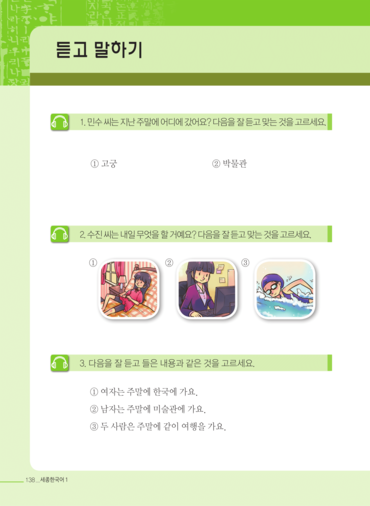 듣고 말하기
1. 민수 씨는 지난 주말에 어디에 갔어요? 다음을 잘 듣고 맞는 것을 고르세요.
① 고궁 ② 박물관
2. 수진 씨는 내일 무엇을 할 거예요? 다음을 잘 듣고 맞는 것을 고르세요.
① ② ③
3. 다음을 잘 듣고 들은 내용과 같은 것을 고르세요.
① 여자는 주말에 한국에 가요.
② 남자는 주말에 미술관에 가요.
③ 두 사람은 주말에 같이 여행을 가요.
138 _ 세종한국어 1